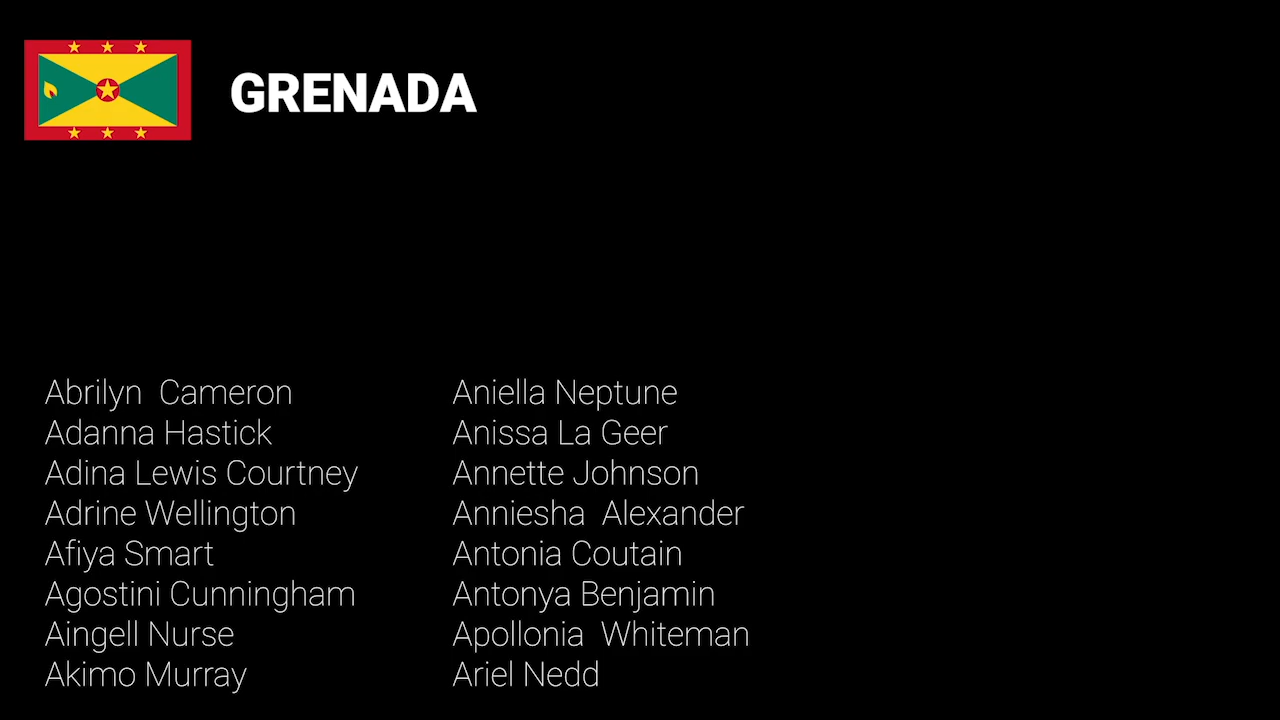 GRENADA
Abrilyn  Cameron
Adanna Hastick
Adina Lewis Courtney
Adrine Wellington
Afiya Smart
Agostini Cunningham
Aingell Nurse
Akimo Murray
Aniella Neptune
Anissa La Geer
Annette Johnson
Anniesha  Alexander
Antonia Coutain
Antonya Benjamin
Apollonia  Whiteman
Ariel Nedd